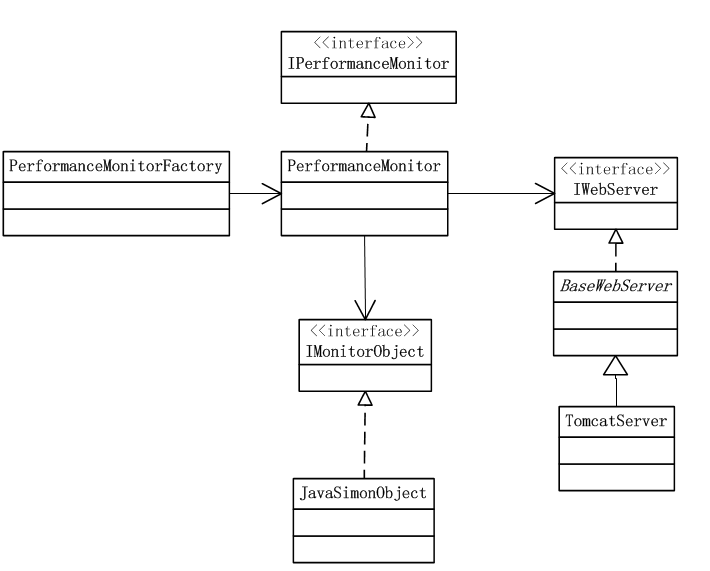 <<interface>>
IPerformanceMonitor
PerformanceMonitorFactory
PerformanceMonitor
<<interface>>
IWebServer
BaseWebServer
<<interface>>
IMonitorObject
TomcatServer
JavaSimonObject